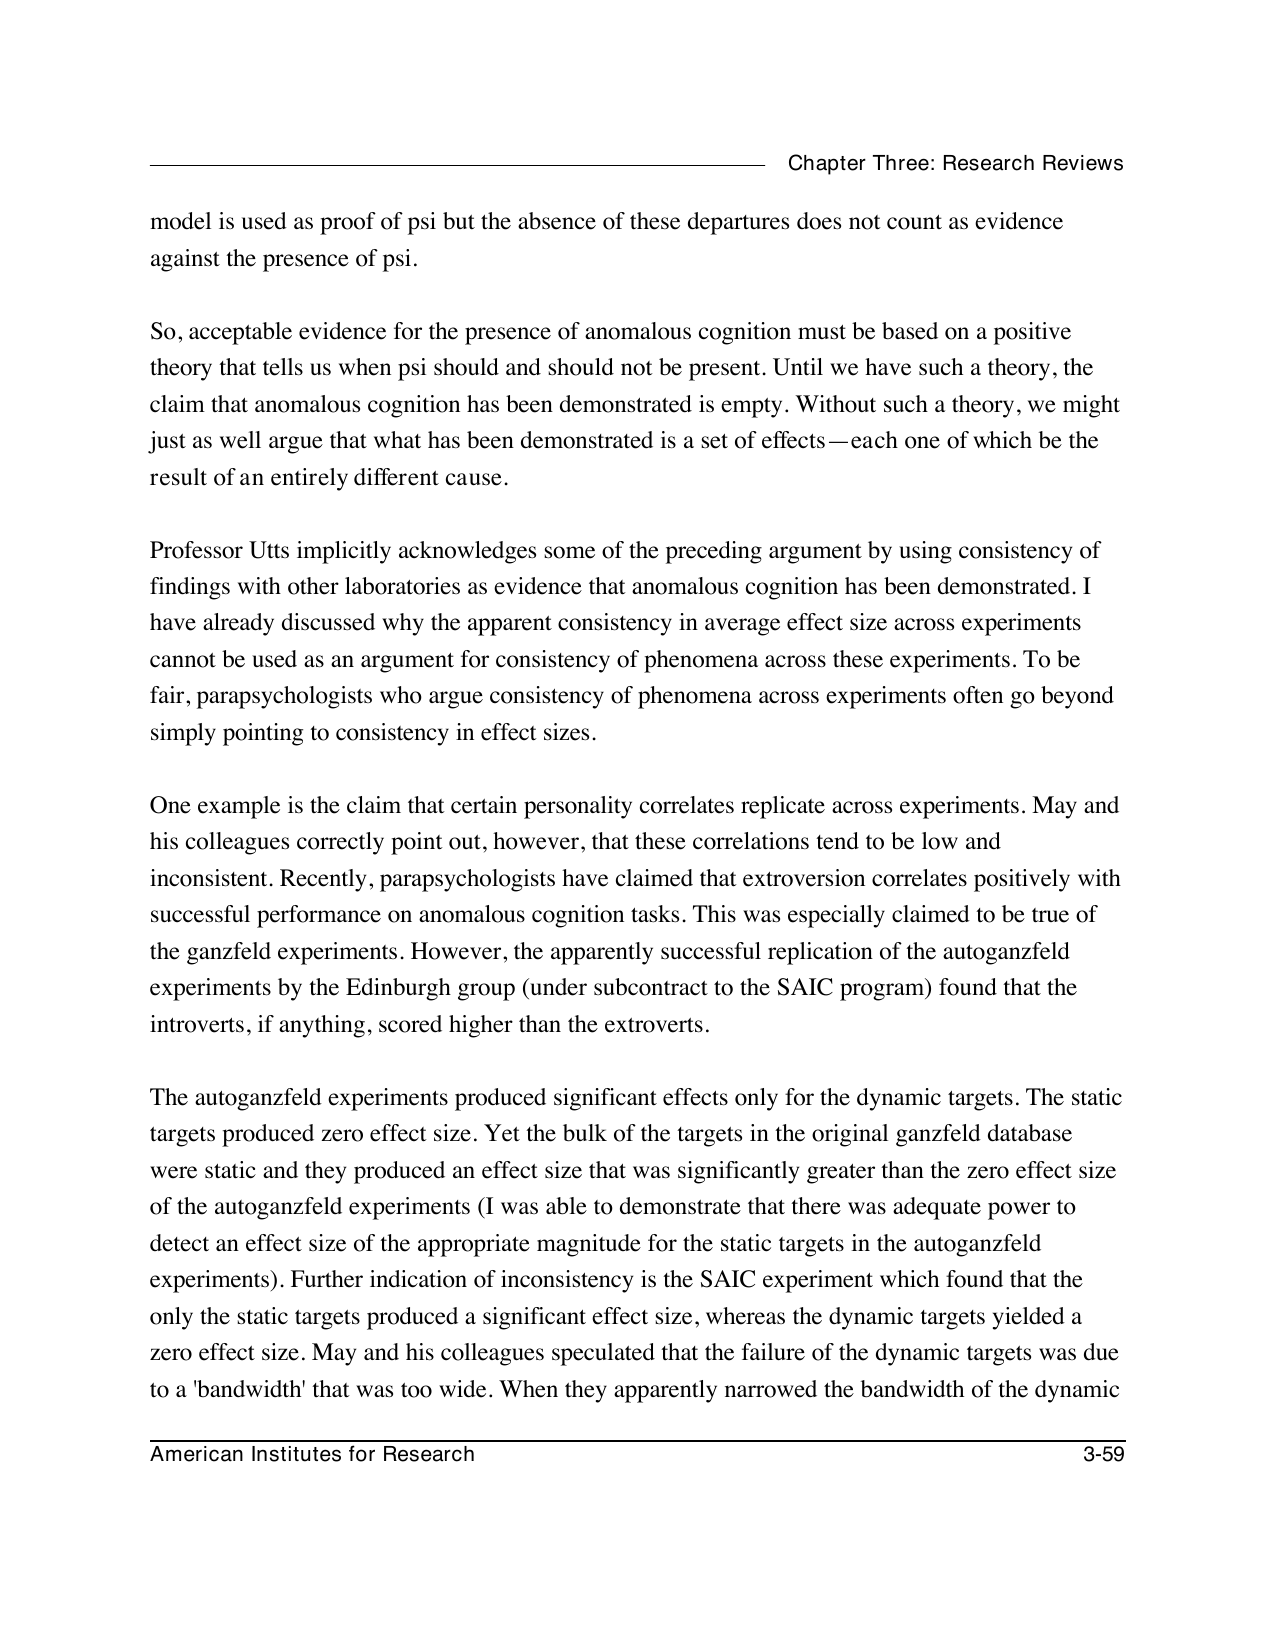 Chapter Three: Research Reviews
model is used as proof of psi but the absence of these departures does not count as evidence
against the presence of psi.
So, acceptable evidence for the presence of anomalous cognition must be based on a positive
theory that tells us when psi should and should not be present. Until we have such a theory, the
claim that anomalous cognition has been demonstrated is empty. Without such a theory, we might
just as well argue that what has been demonstrated is a set of effects—each one of which be the
result of an entirely different cause.
Professor Utts implicitly acknowledges some of the preceding argument by using consistency of
findings with other laboratories as evidence that anomalous cognition has been demonstrated. I
have already discussed why the apparent consistency in average effect size across experiments
cannot be used as an argument for consistency of phenomena across these experiments. To be
fair, parapsychologists who argue consistency of phenomena across experiments often go beyond
simply pointing to consistency in effect sizes.
One example is the claim that certain personality correlates replicate across experiments. May and
his colleagues correctly point out, however, that these correlations tend to be low and
inconsistent. Recently, parapsychologists have claimed that extroversion correlates positively with
successful performance on anomalous cognition tasks. This was especially claimed to be true of
the ganzfeld experiments. However, the apparently successful replication of the autoganzfeld
experiments by the Edinburgh group (under subcontract to the SAIC program) found that the
introverts, if anything, scored higher than the extroverts.
The autoganzfeld experiments produced significant effects only for the dynamic targets. The static
targets produced zero effect size. Yet the bulk of the targets in the original ganzfeld database
were static and they produced an effect size that was significantly greater than the zero effect size
of the autoganzfeld experiments (I was able to demonstrate that there was adequate power to
detect an effect size of the appropriate magnitude for the static targets in the autoganzfeld
experiments). Further indication of inconsistency is the SAIC experiment which found that the
only the static targets produced a significant effect size, whereas the dynamic targets yielded a
zero effect size. May and his colleagues speculated that the failure of the dynamic targets was due
to a 'bandwidth' that was too wide. When they apparently narrowed the bandwidth of the dynamic
American Institutes for Research
3-59